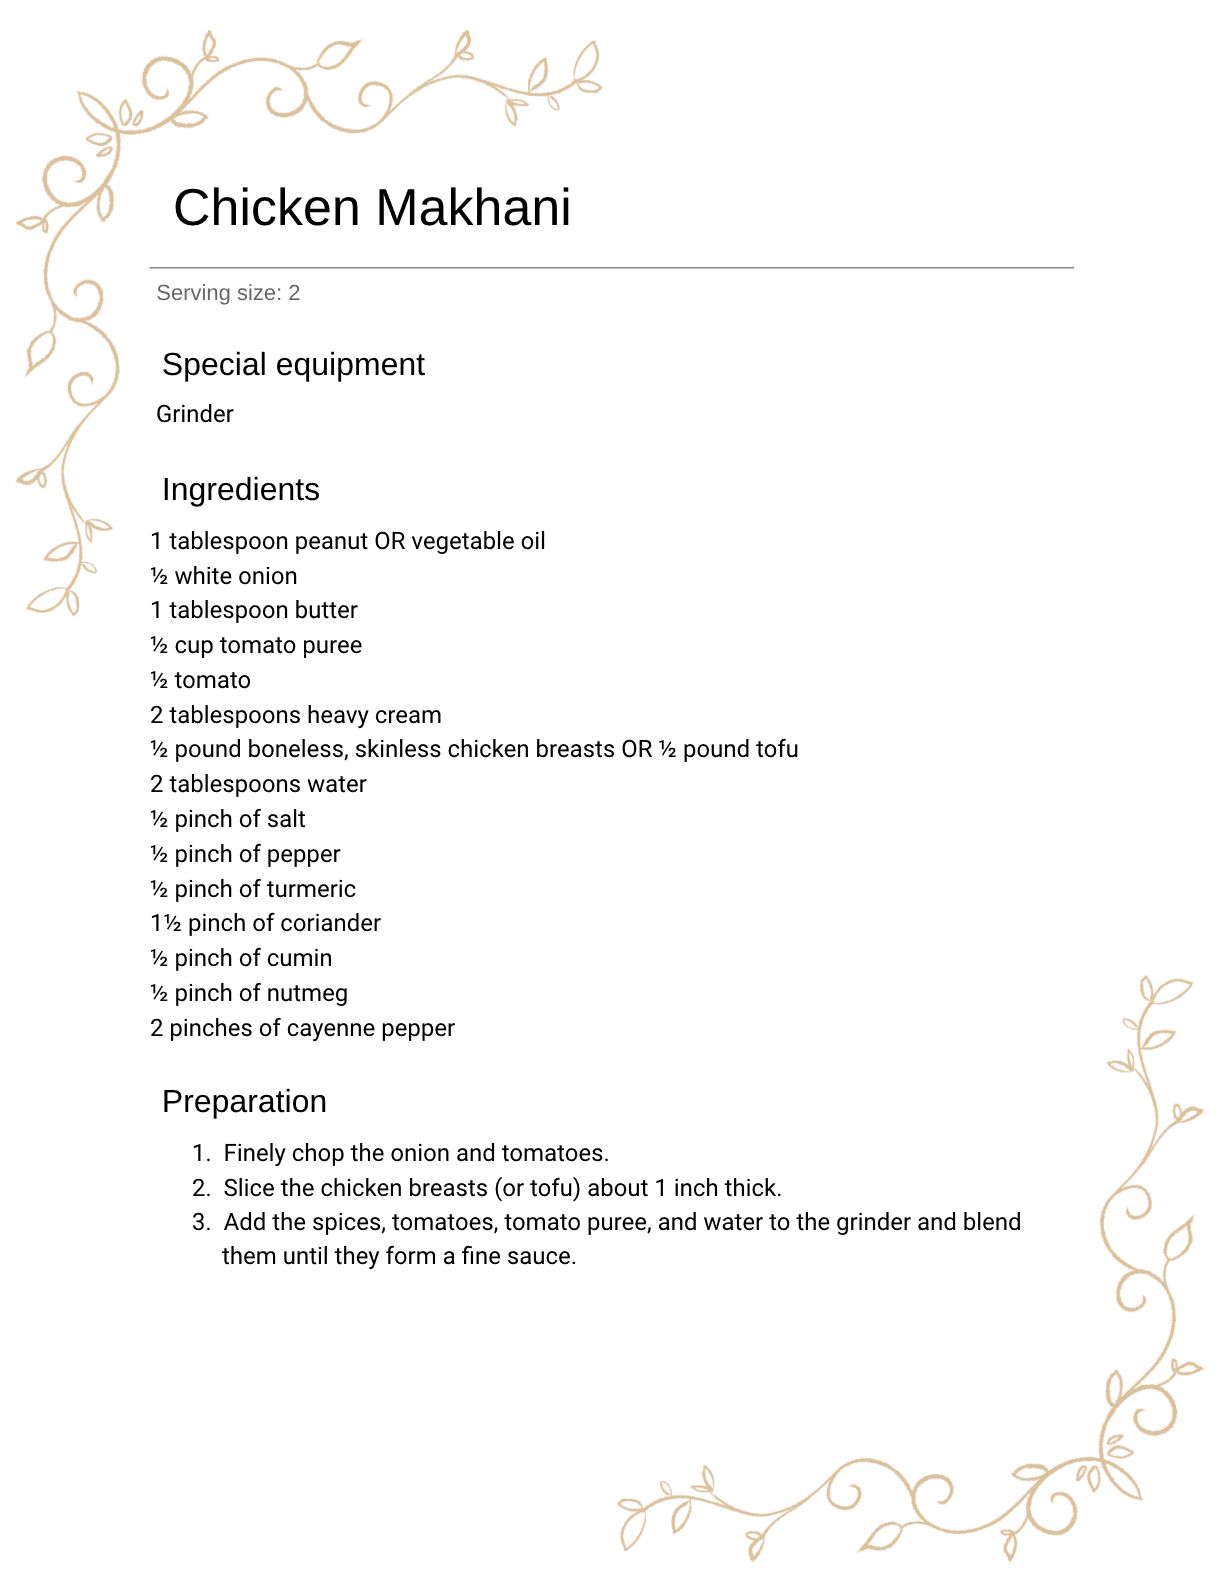 Chicken Makhani
Serving size: 2
Special equipment
Grinder
Ingredients
1 tablespoon peanut OR vegetable oil
½ white onion
1 tablespoon butter
½ cup tomato puree
½ tomato
2 tablespoons heavy cream
½ pound boneless, skinless chicken breasts OR ½ pound tofu
2 tablespoons water
½ pinch of salt
½ pinch of pepper
½ pinch of turmeric
1½ pinch of coriander
½ pinch of cumin
½ pinch of nutmeg
2 pinches of cayenne pepper
Preparation
1. Finely chop the onion and tomatoes.
2. Slice the chicken breasts (or tofu) about 1 inch thick.
3. Add the spices, tomatoes, tomato puree, and water to the grinder and blend
them until they form a fine sauce.